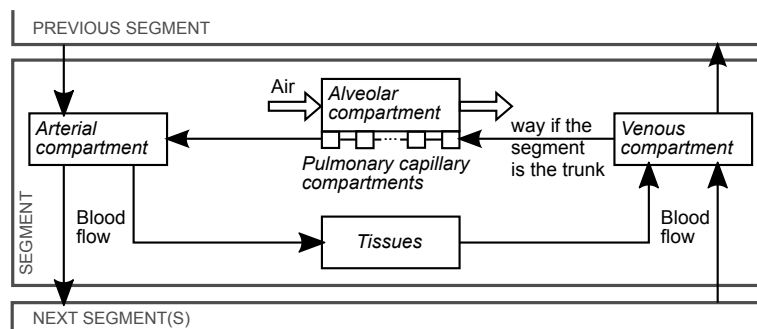 PREVIOUS SEGMENT
Air
Alveolar
compartment
Arterial
compartment
way if the
segment
is the trunk
Venous
compartment
Pulmonary capillary
compartments
SEGMENT
Blood
flow
Tissues
Blood
flow
NEXT SEGMENT(S)